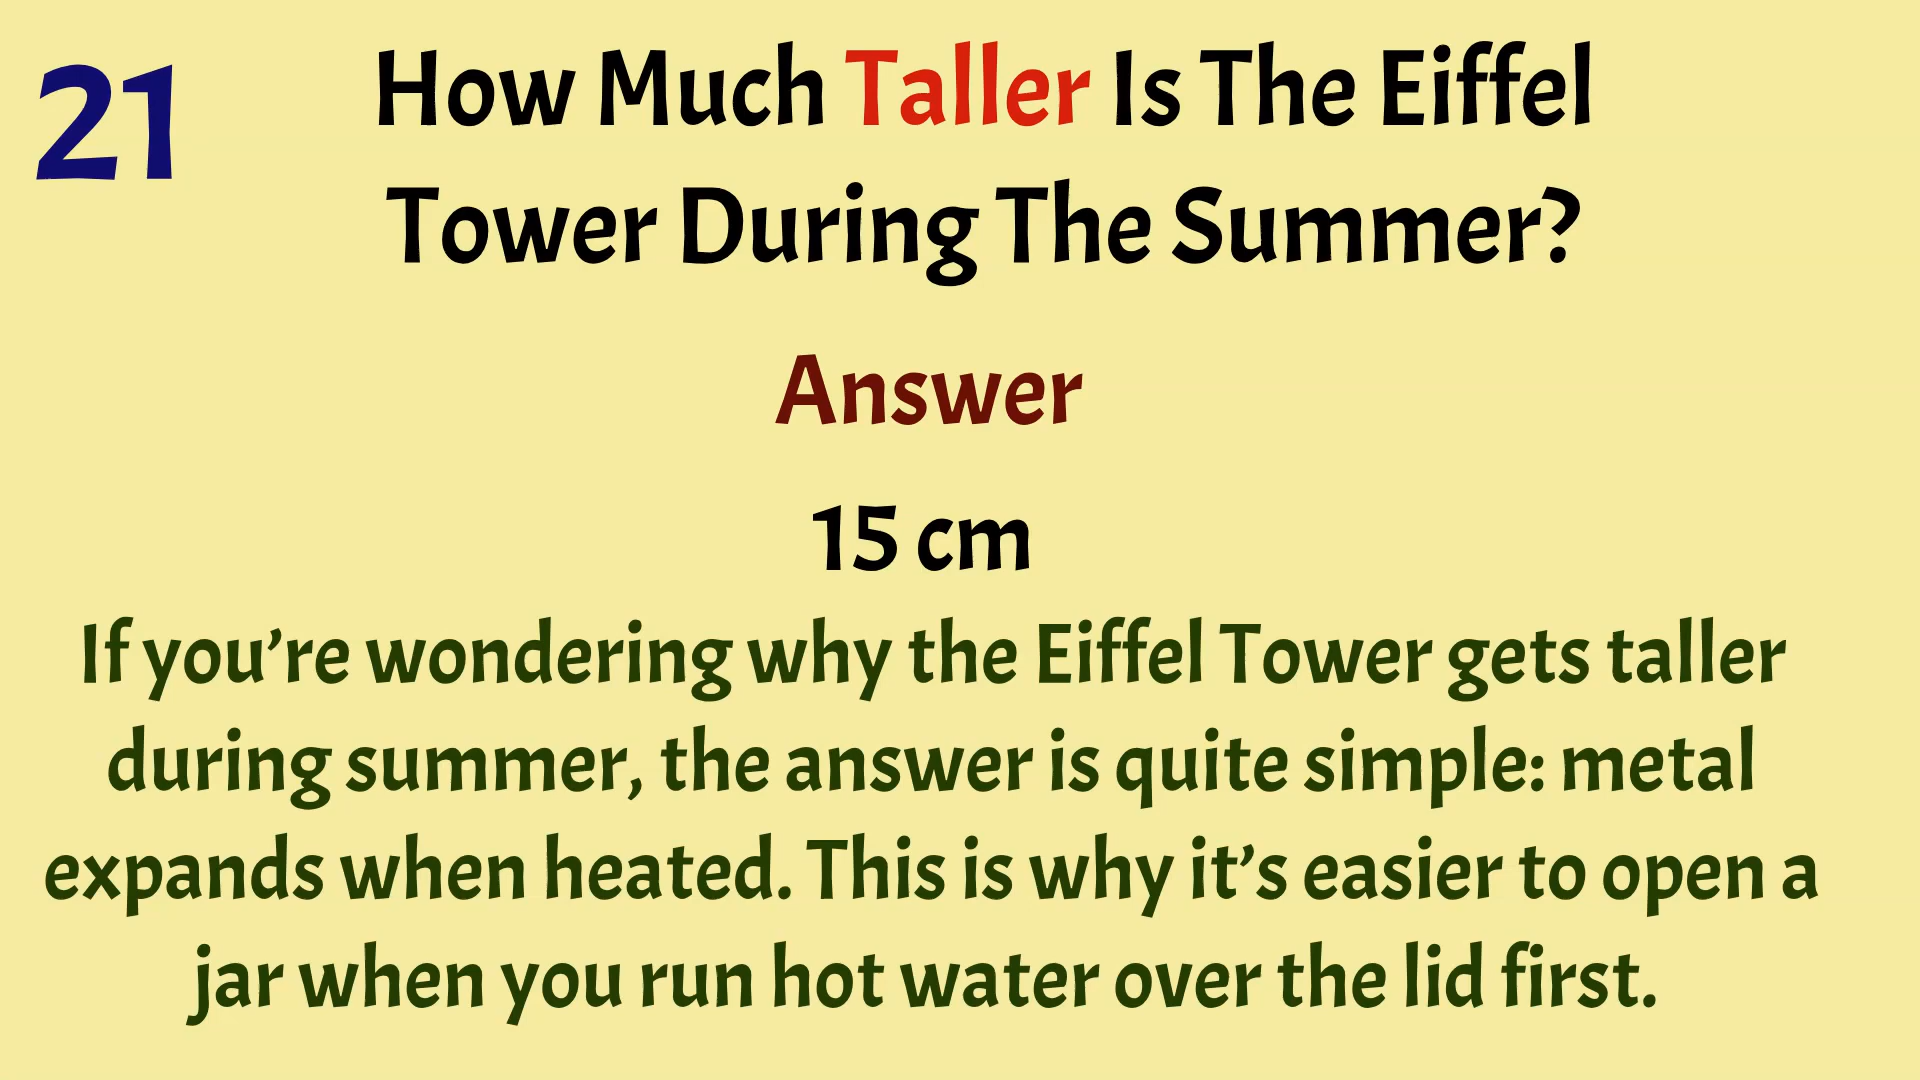 21
How Much Taller Is The Eiffel
Tower During The Summer?
Answer
15 cm
If you’re wondering why the Eiffel Tower gets taller
during summer, the answer is quite simple: metal
expands when heated. This is why it’s easier to open a
jar when you run hot water over the lid first.